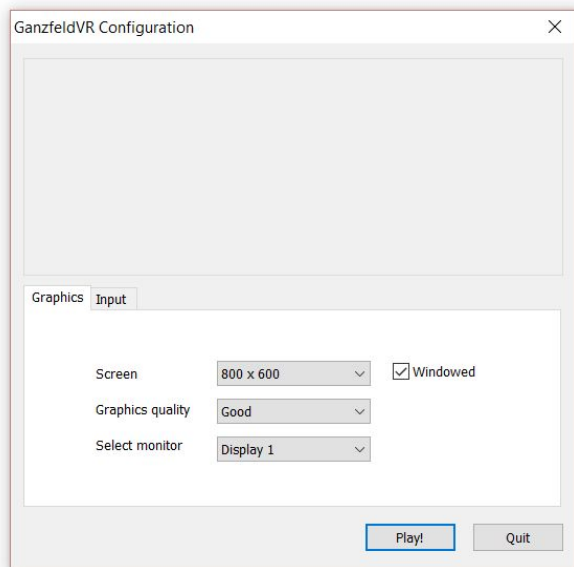 GanzfeldVR Configuration
Graphics Input
Screen 800 x 600 Windowed
Graphics quality Good
Select monitor Display 1
Play! Quit